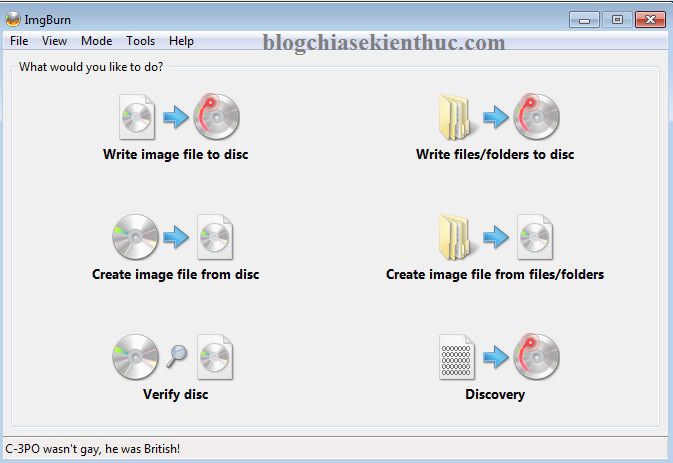 ImgBurn
File View Mode Tools Help
blogchiasekienthuc.com
What would you like to do?
Write image file to disc
Write files/folders to disc
Create image file from disc
Create image file from files/folders
Verify disc
Discovery
C-3PO wasn't gay, he was British!